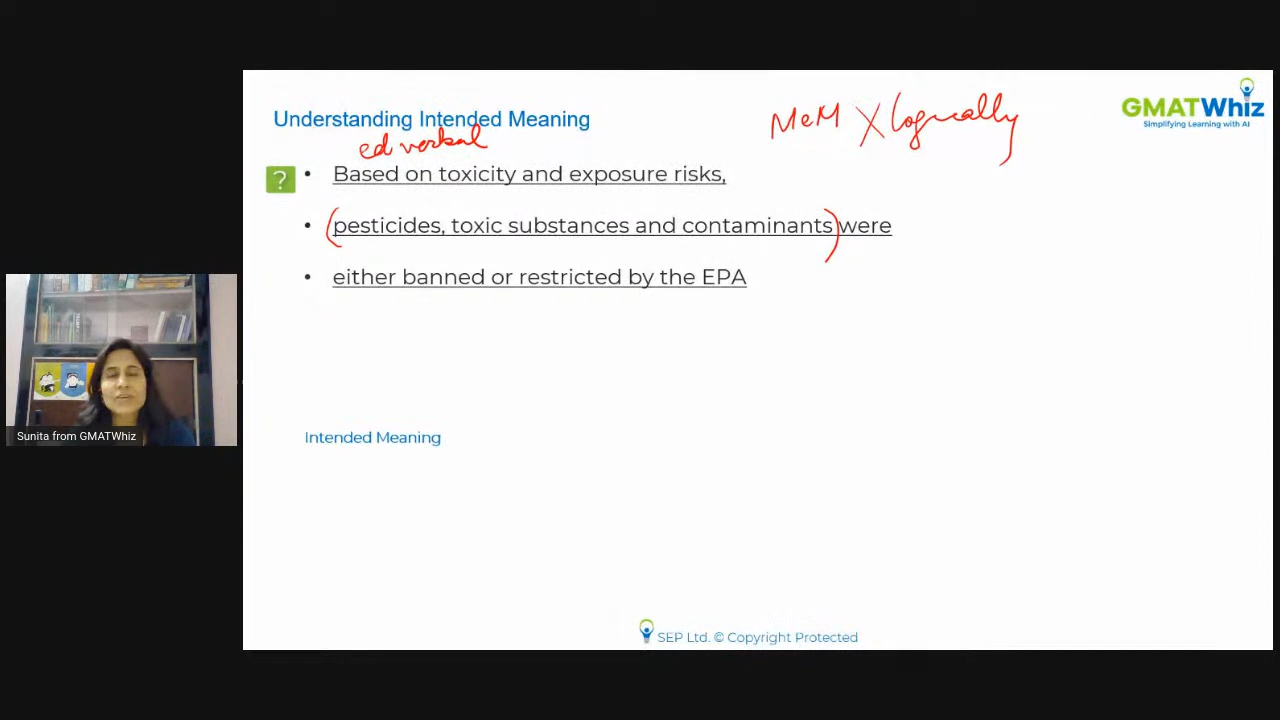 Understanding Intended Meaning
MeM X logically
GMATWhiz
Simplifying Learning with AI
ed verbal
? • Based on toxicity and exposure risks,
• (pesticides, toxic substances and contaminants) were
• either banned or restricted by the EPA
Sunita from GMATWhiz
Intended Meaning
SEP Ltd. © Copyright Protected